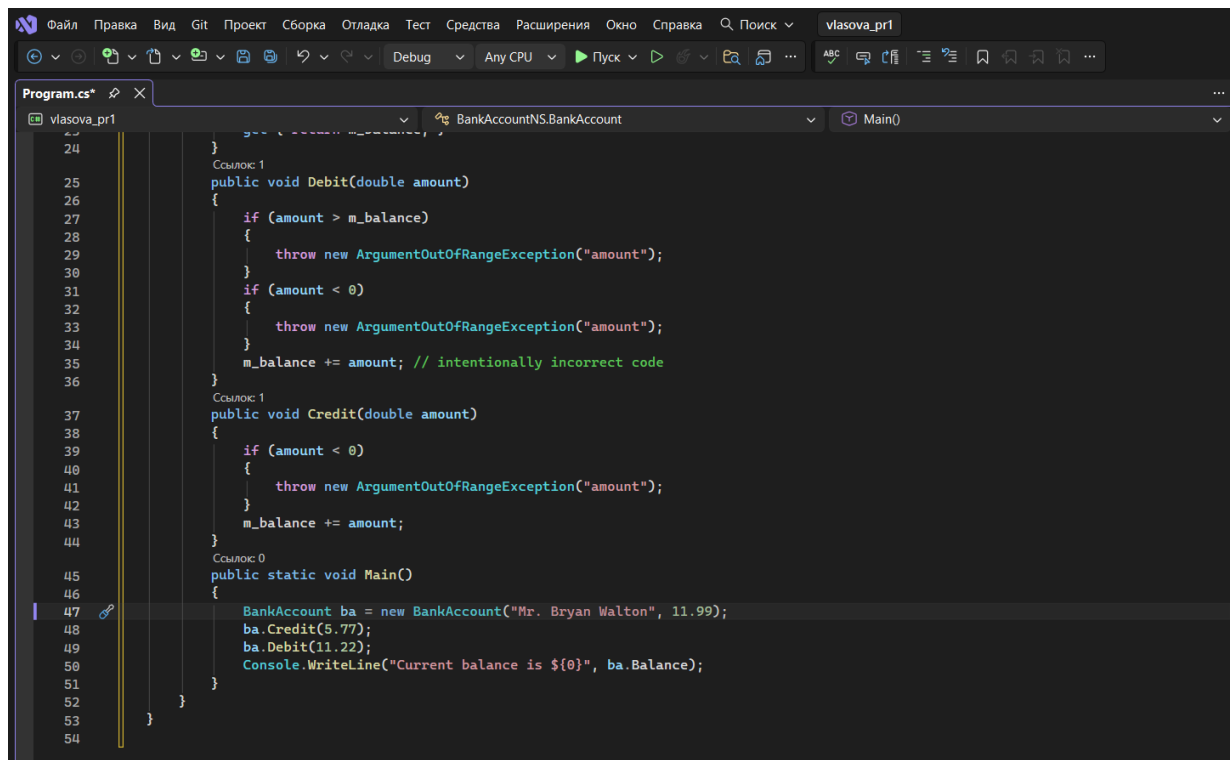 Файл Правка Вид Git Проект Сборка Отладка Тест Средства Расширения Окно Справка Поиск vlasova_pr1
Debug Any CPU Пуск ABC
Program.cs*
vlasova_pr1 BankAccountNS.BankAccount Main()
23 get { return m_balance; }
24 }
Ссылок: 1
25 public void Debit(double amount)
26 {
27 if (amount > m_balance)
28 {
29 throw new ArgumentOutOfRangeException("amount");
30 }
31 if (amount < 0)
32 {
33 throw new ArgumentOutOfRangeException("amount");
34 }
35 m_balance += amount; // intentionally incorrect code
36 }
Ссылок: 1
37 public void Credit(double amount)
38 {
39 if (amount < 0)
40 {
41 throw new ArgumentOutOfRangeException("amount");
42 }
43 m_balance += amount;
44 }
Ссылок: 0
45 public static void Main()
46 {
47 BankAccount ba = new BankAccount("Mr. Bryan Walton", 11.99);
48 ba.Credit(5.77);
49 ba.Debit(11.22);
50 Console.WriteLine("Current balance is ${0}", ba.Balance);
51 }
52 }
53 }
54